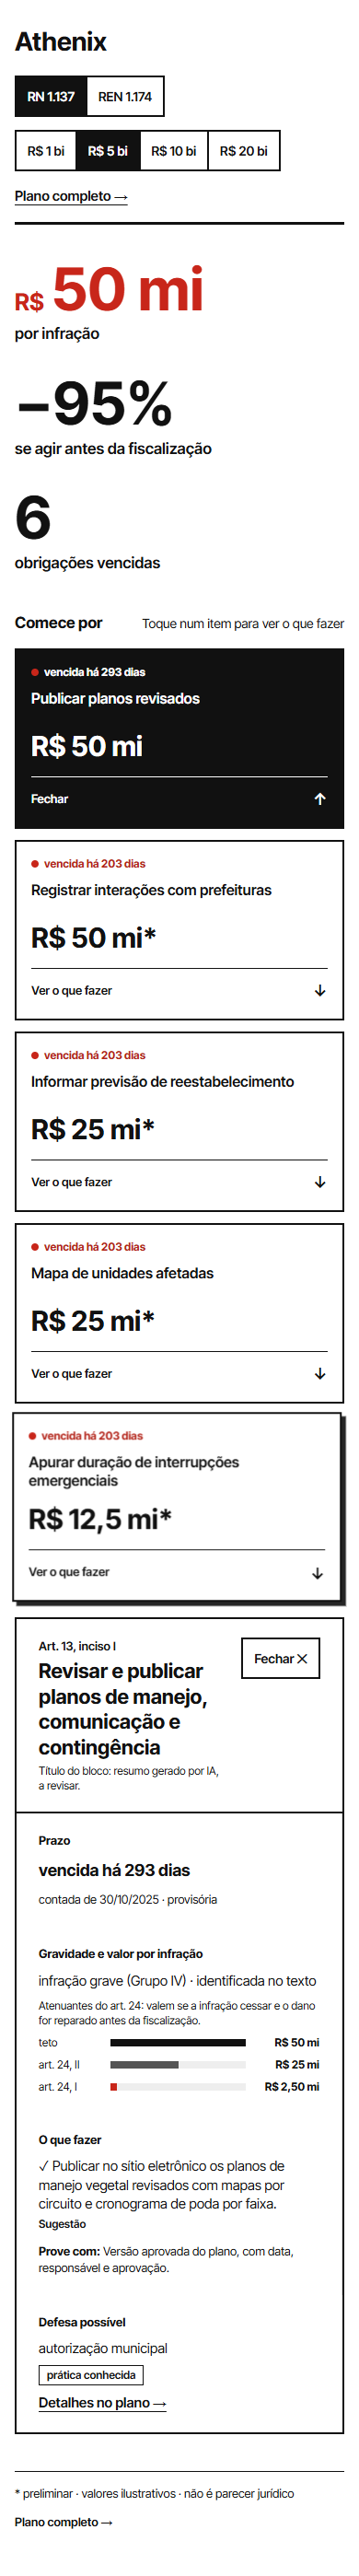 Athenix
RN 1.137 REN 1.174
R$ 1 bi R$ 5 bi R$ 10 bi R$ 20 bi
Plano completo →
R$ 50 mi
por infração
−95%
se agir antes da fiscalização
6
obrigações vencidas
Comece por Toque num item para ver o que fazer
vencida há 293 dias
Publicar planos revisados
R$ 50 mi
Fechar ↑
vencida há 203 dias
Registrar interações com prefeituras
R$ 50 mi*
Ver o que fazer ↓
vencida há 203 dias
Informar previsão de reestabelecimento
R$ 25 mi*
Ver o que fazer ↓
vencida há 203 dias
Mapa de unidades afetadas
R$ 25 mi*
Ver o que fazer ↓
vencida há 203 dias
Apurar duração de interrupções
emergenciais
R$ 12,5 mi*
Ver o que fazer ↓
Art. 13, inciso I
Fechar ✕
Revisar e publicar
planos de manejo,
comunicação e
contingência
Título do bloco: resumo gerado por IA,
a revisar.
Prazo
vencida há 293 dias
contada de 30/10/2025 · provisória
Gravidade e valor por infração
infração grave (Grupo IV) · identificada no texto
Atenuantes do art. 24: valem se a infração cessar e o dano
for reparado antes da fiscalização.
teto R$ 50 mi
art. 24, II R$ 25 mi
art. 24, I R$ 2,50 mi
O que fazer
✓ Publicar no sítio eletrônico os planos de
manejo vegetal revisados com mapas por
circuito e cronograma de poda por faixa.
Sugestão
Prove com: Versão aprovada do plano, com data,
responsável e aprovação.
Defesa possível
autorização municipal
prática conhecida
Detalhes no plano →
* preliminar · valores ilustrativos · não é parecer jurídico
Plano completo →